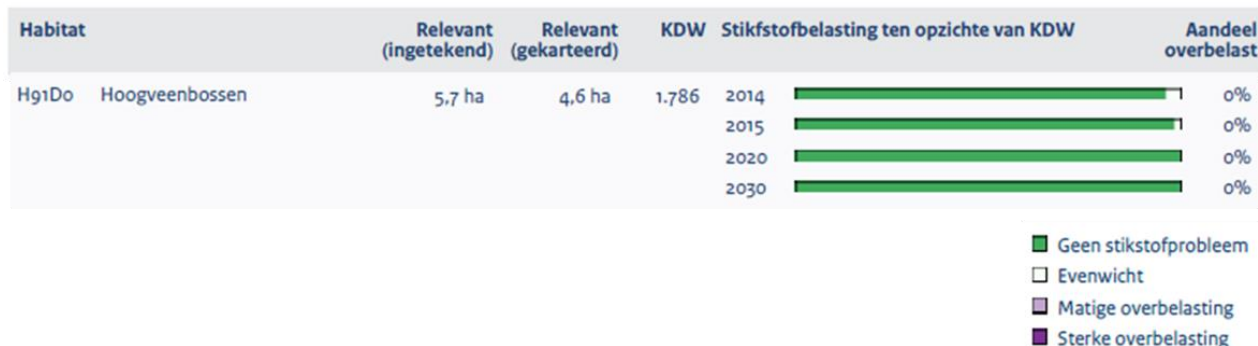 Habitat Relevant (ingetekend) Relevant (gekarteerd) KDW Stikfstofbelasting ten opzichte van KDW Aandeel overbelast
H91D0 Hoogveenbossen 5,7 ha 4,6 ha 1.786 2014 0%
2015 0%
2020 0%
2030 0%
Geen stikstofprobleem
Evenwicht
Matige overbelasting
Sterke overbelasting